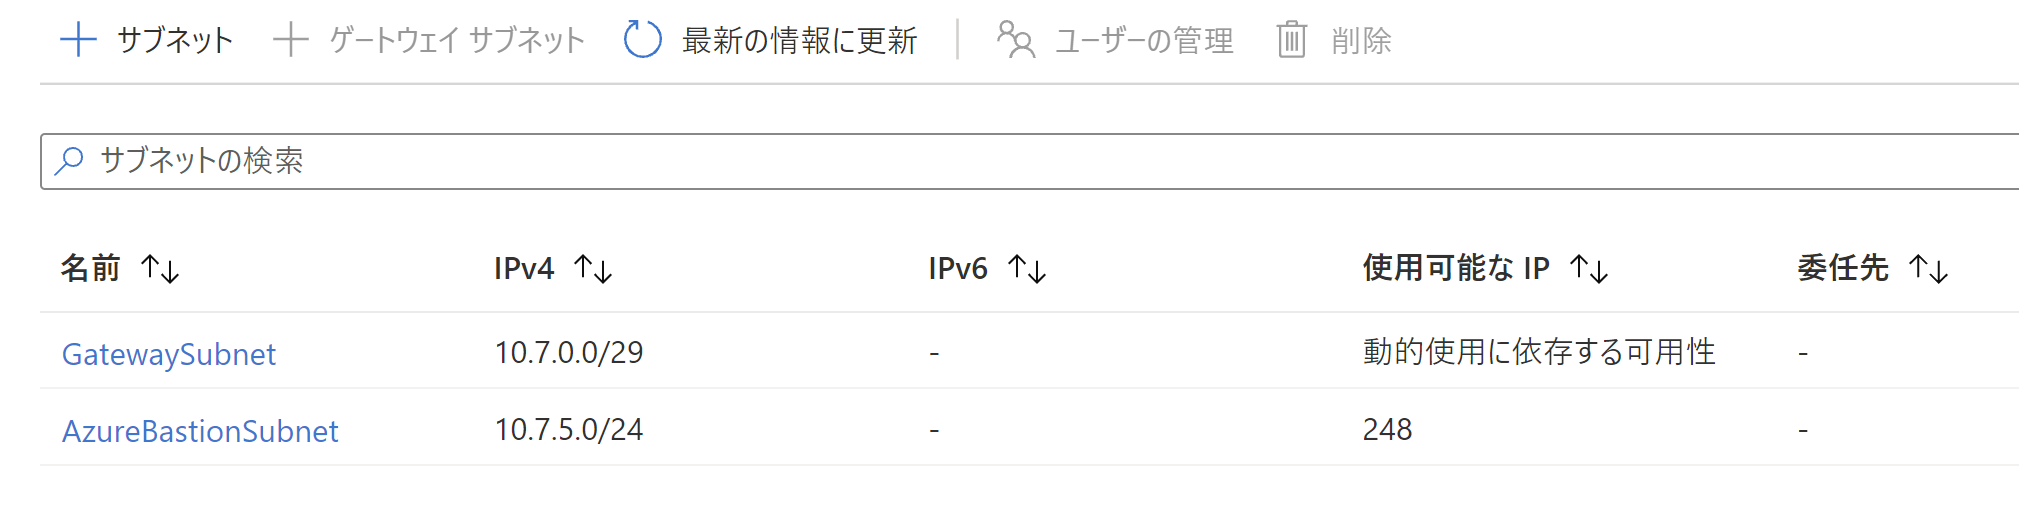 サブネット ゲートウェイ サブネット 最新の情報に更新 ユーザーの管理 削除
サブネットの検索
名前 IPv4 IPv6 使用可能な IP 委任先
GatewaySubnet 10.7.0.0/29 - 動的使用に依存する可用性 -
AzureBastionSubnet 10.7.5.0/24 - 248 -